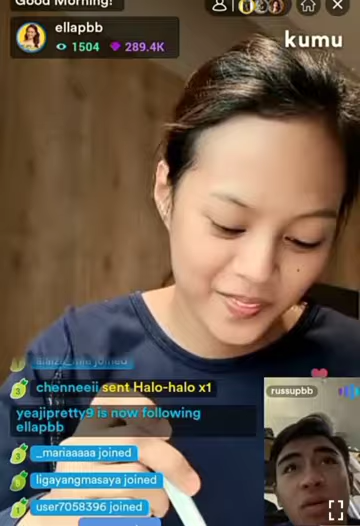 Good Morning!
ellapbb
1504 289.4K
kumu
joined
chenneeii sent Halo-halo x1
yeajipretty9 is now following
ellapbb
_mariaaaaa joined
ligayangmasaya joined
user7058396 joined
russupbb